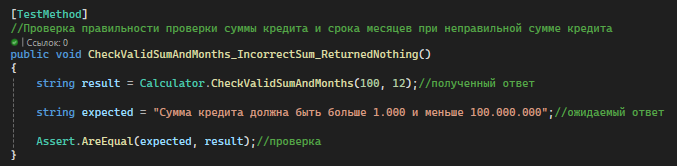 [TestMethod]
//Проверка правильности проверки суммы кредита и срока месяцев при неправильной сумме кредита
| Ссылок: 0
public void CheckValidSumAndMonths_IncorrectSum_ReturnedNothing()
{
string result = Calculator.CheckValidSumAndMonths(100, 12);//полученный ответ
string expected = "Сумма кредита должна быть больше 1.000 и меньше 100.000.000";//ожидаемый ответ
Assert.AreEqual(expected, result);//проверка
}